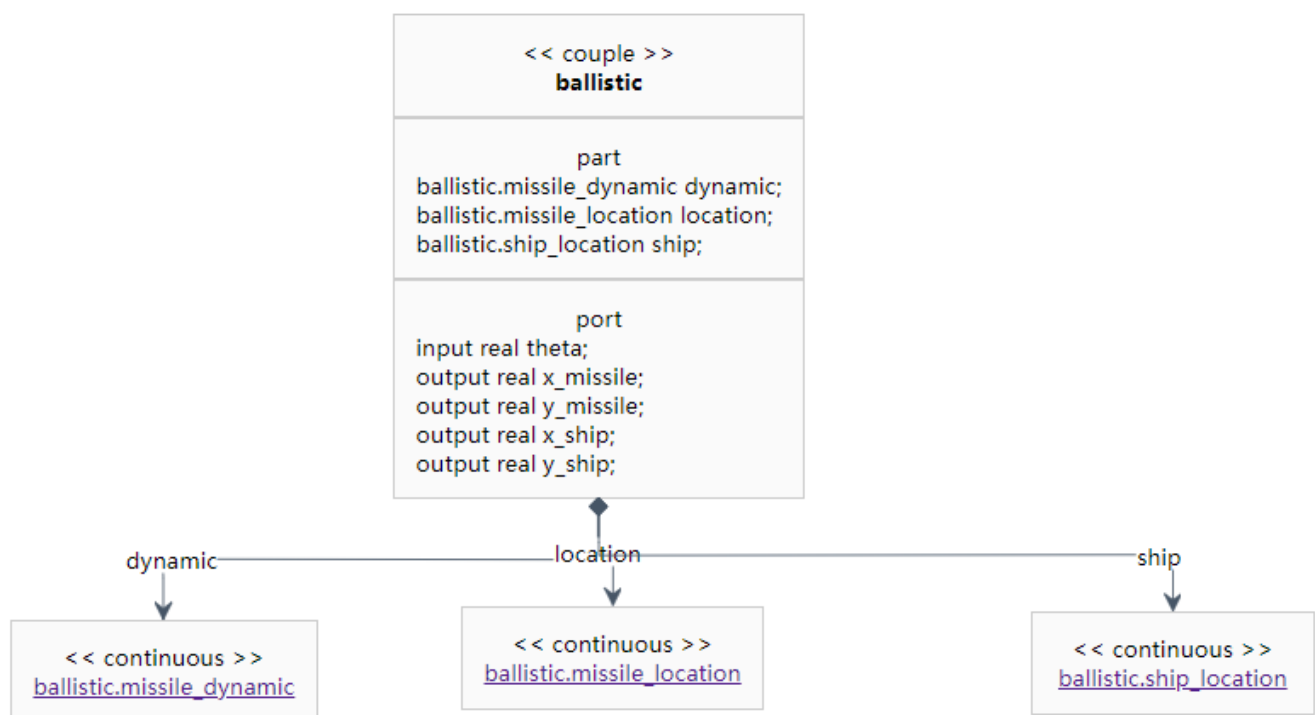 << couple >>
ballistic
part
ballistic.missile_dynamic dynamic;
ballistic.missile_location location;
ballistic.ship_location ship;
port
input real theta;
output real x_missile;
output real y_missile;
output real x_ship;
output real y_ship;
dynamic
location
ship
<< continuous >>
ballistic.missile_dynamic
<< continuous >>
ballistic.missile_location
<< continuous >>
ballistic.ship_location